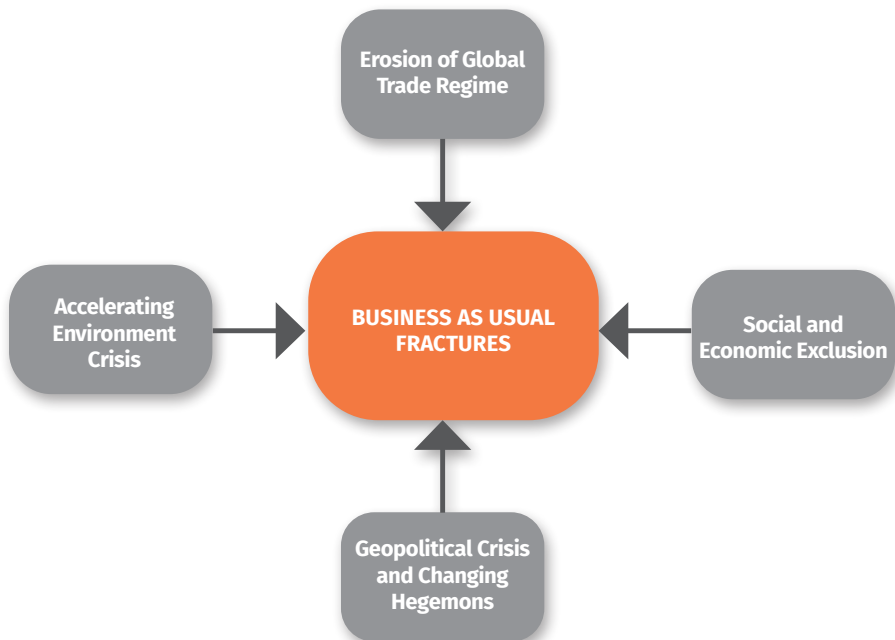 Erosion of Global
Trade Regime
Accelerating
Environment
Crisis
BUSINESS AS USUAL
FRACTURES
Social and
Economic Exclusion
Geopolitical Crisis
and Changing
Hegemons